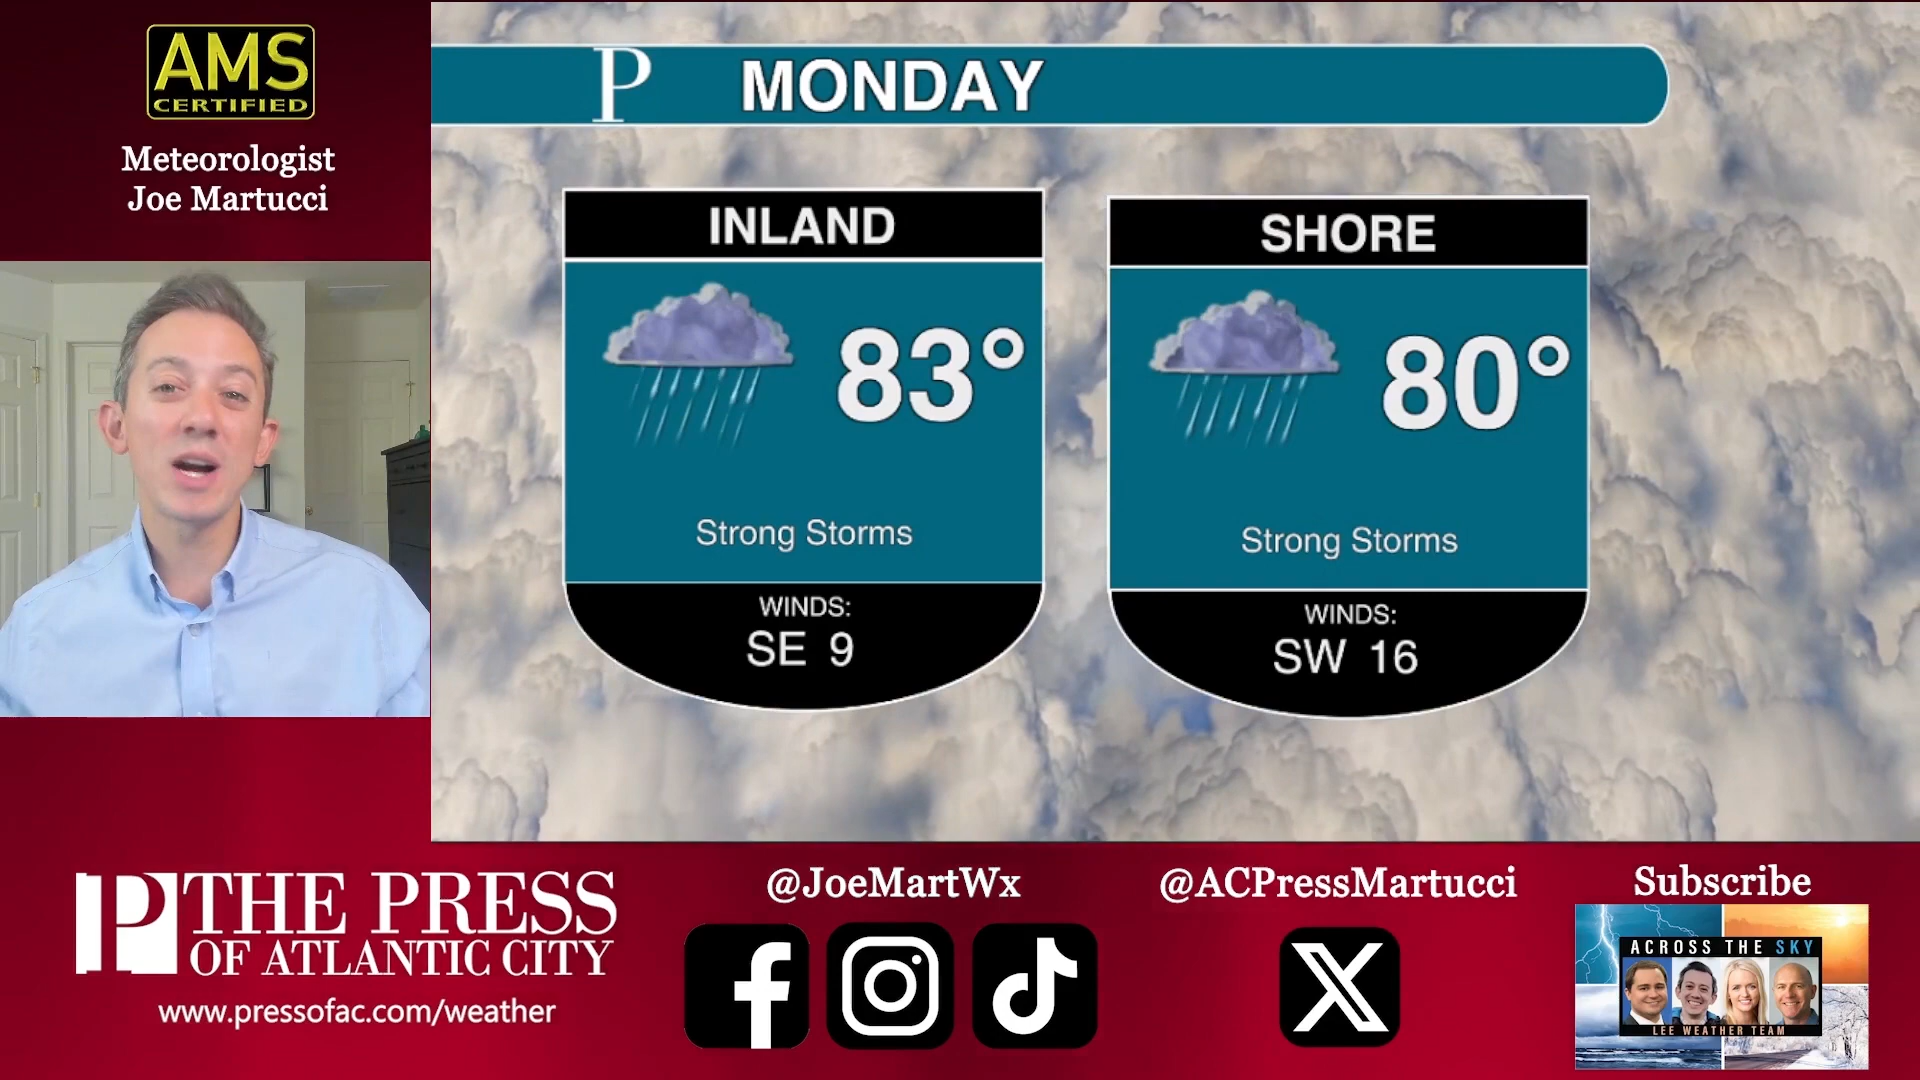 AMS
CERTIFIED
Meteorologist
Joe Martucci
P MONDAY
INLAND
83°
Strong Storms
WINDS:
SE 9
SHORE
80°
Strong Storms
WINDS:
SW 16
P THE PRESS
OF ATLANTIC CITY
www.pressofac.com/weather
@JoeMartWx
@ACPressMartucci
Subscribe
ACROSS THE SKY
LEE WEATHER TEAM